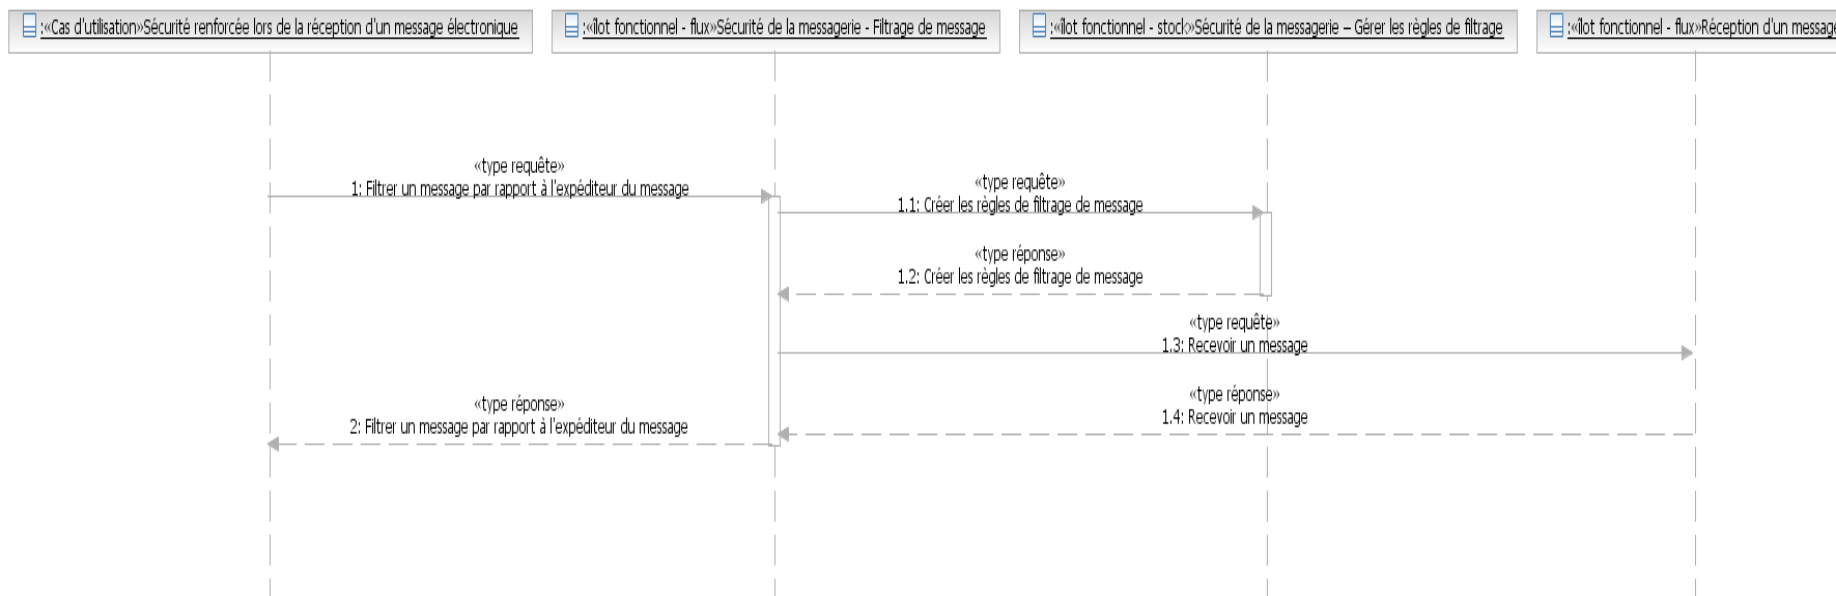 :«Cas d'utilisation»Sécurité renforcée lors de la réception d'un message électronique
:«îlot fonctionnel - flux»Sécurité de la messagerie - Filtrage de message
:«îlot fonctionnel - stock»Sécurité de la messagerie – Gérer les règles de filtrage
:«îlot fonctionnel - flux»Réception d'un message
«type requête»
1: Filtrer un message par rapport à l'expéditeur du message
«type requête»
1.1: Créer les règles de filtrage de message
«type réponse»
1.2: Créer les règles de filtrage de message
«type requête»
1.3: Recevoir un message
«type réponse»
1.4: Recevoir un message
«type réponse»
2: Filtrer un message par rapport à l'expéditeur du message